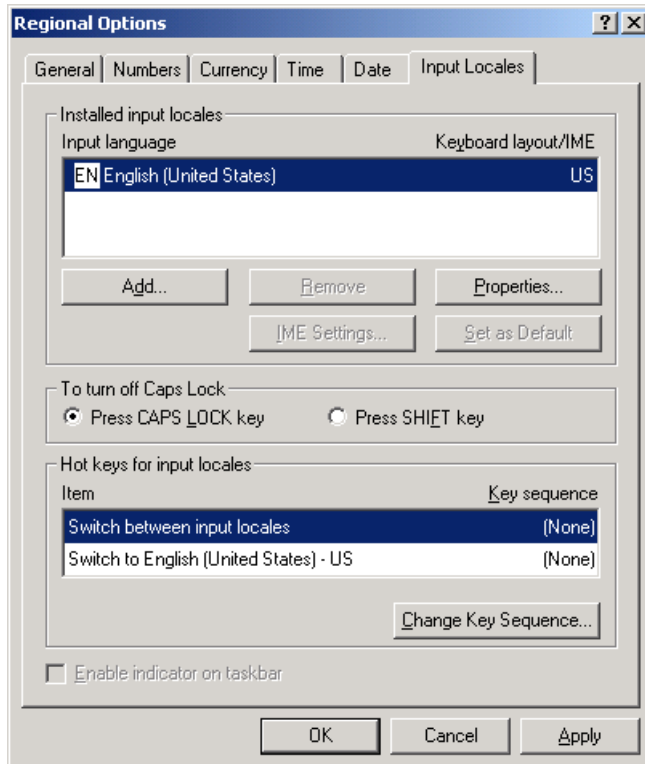 Regional Options
General Numbers Currency Time Date Input Locales
Installed input locales
Input language Keyboard layout/IME
EN English (United States) US
Add... Remove Properties...
IME Settings... Set as Default
To turn off Caps Lock
Press CAPS LOCK key Press SHIFT key
Hot keys for input locales
Item Key sequence
Switch between input locales (None)
Switch to English (United States) - US (None)
Change Key Sequence...
Enable indicator on taskbar
OK Cancel Apply